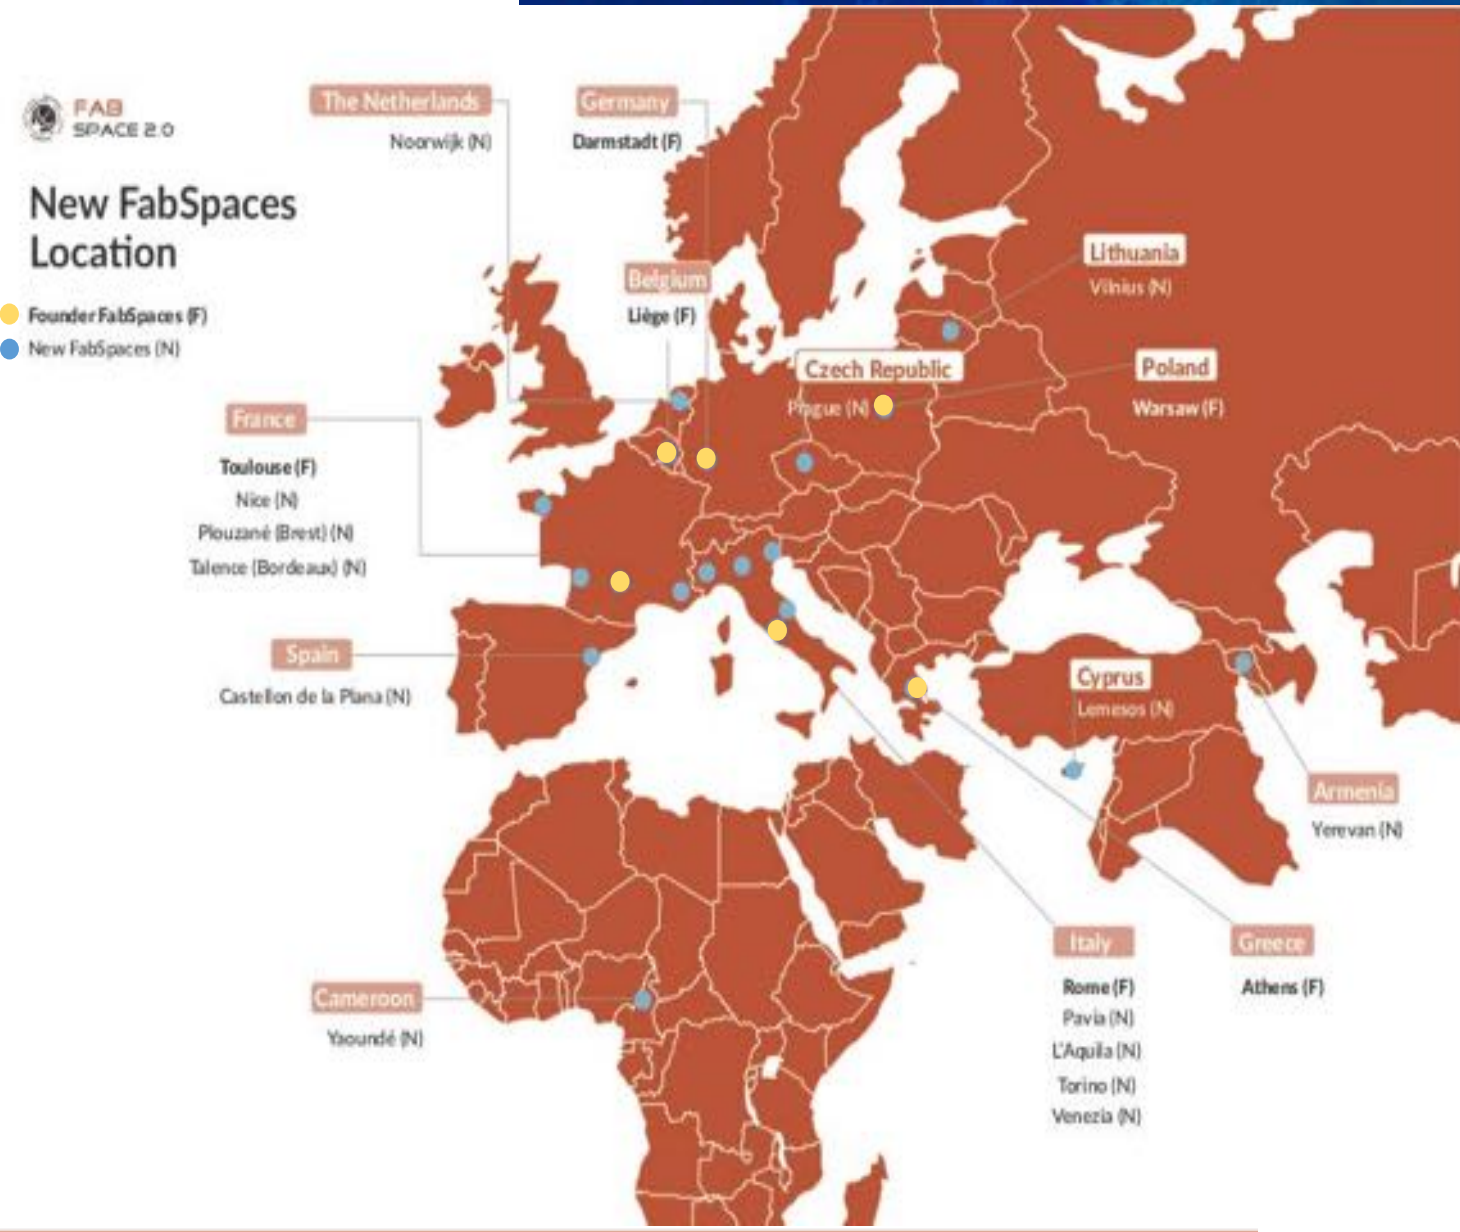 FAB
SPACE 2.0
New FabSpaces
Location
Founder FabSpaces (F)
New FabSpaces (N)
The Netherlands
Noorwijk (N)
Germany
Darmstadt (F)
Belgium
Liège (F)
Lithuania
Vilnius (N)
Czech Republic
Prague (N)
Poland
Warsaw (F)
France
Toulouse (F)
Nice (N)
Plouzané (Brest) (N)
Talence (Bordeaux) (N)
Spain
Castellon de la Plana (N)
Cyprus
Lemesos (N)
Armenia
Yerevan (N)
Italy
Rome (F)
Pavia (N)
L'Aquila (N)
Torino (N)
Venezia (N)
Greece
Athens (F)
Cameroon
Yaoundé (N)